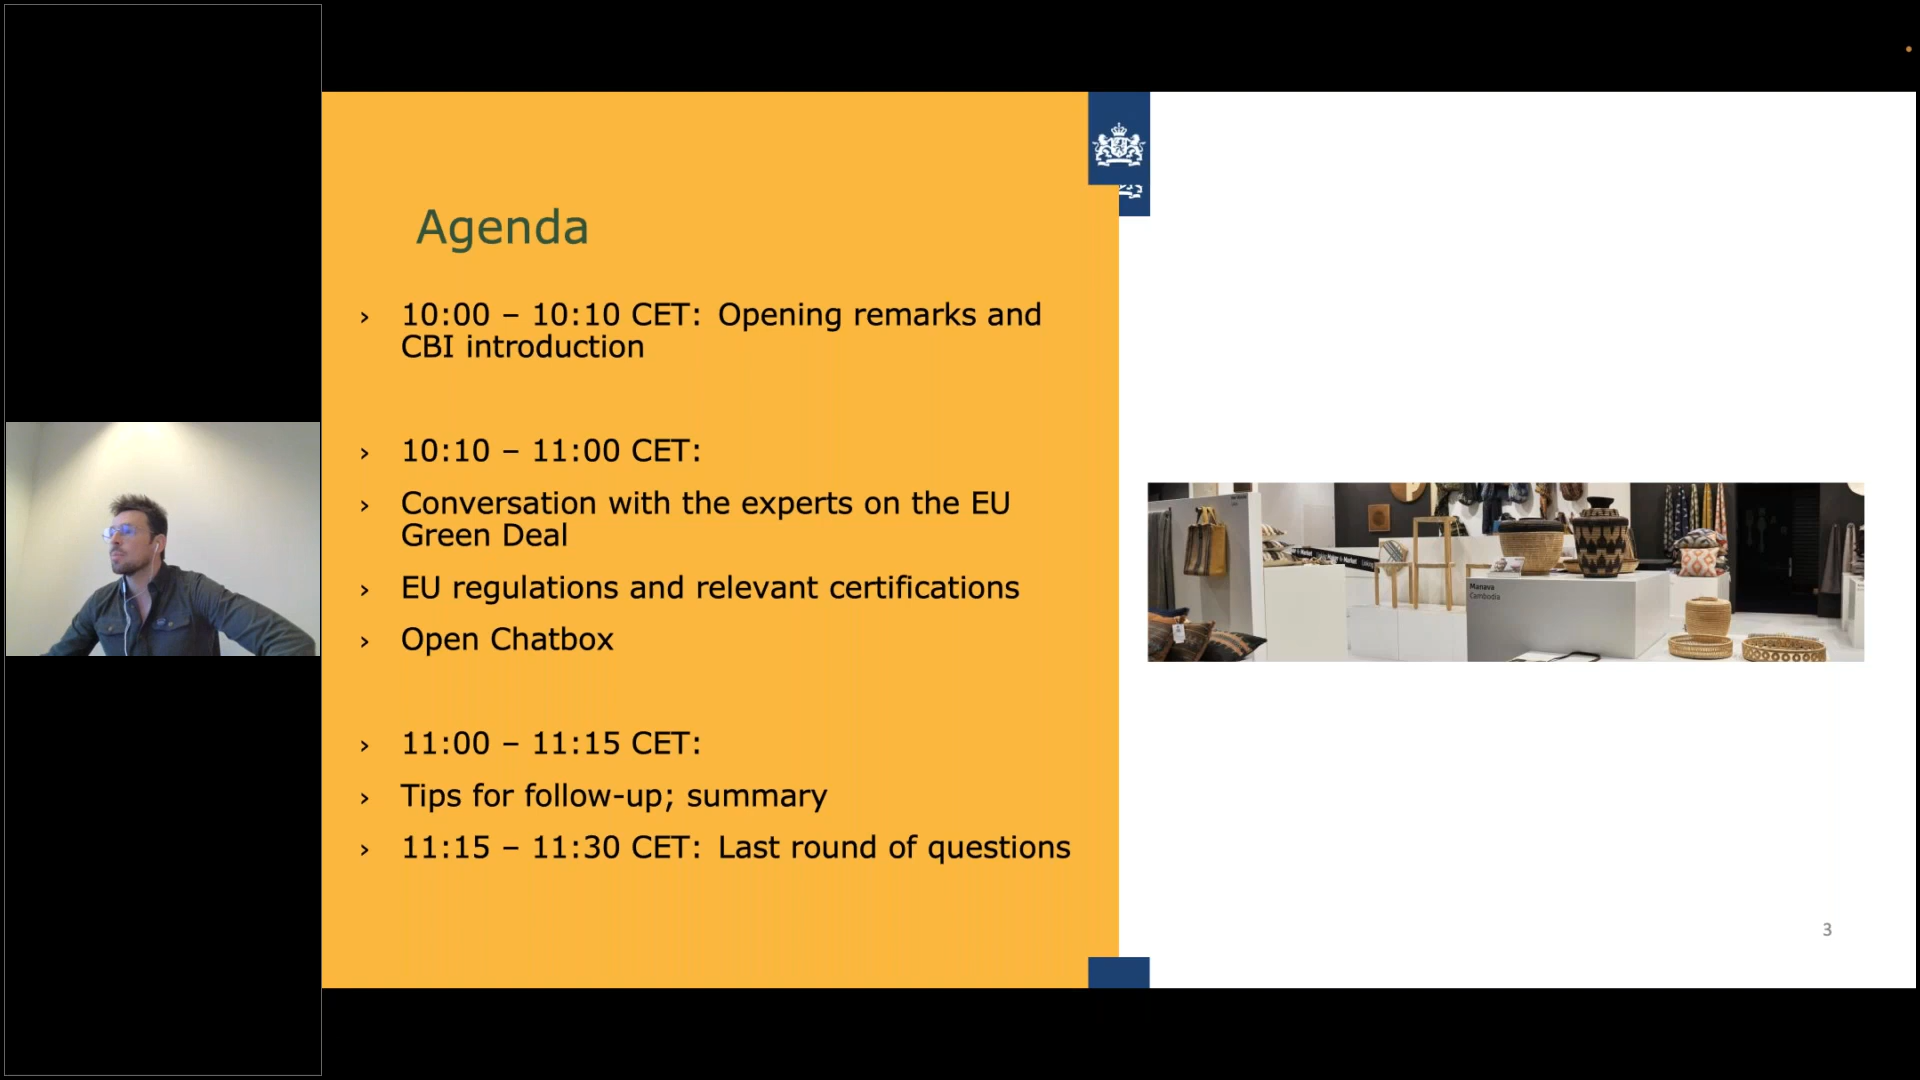 Agenda
› 10:00 – 10:10 CET: Opening remarks and
CBI introduction
› 10:10 – 11:00 CET:
› Conversation with the experts on the EU
Green Deal
› EU regulations and relevant certifications
› Open Chatbox
› 11:00 – 11:15 CET:
› Tips for follow-up; summary
› 11:15 – 11:30 CET: Last round of questions
Manava
Cambodia
3